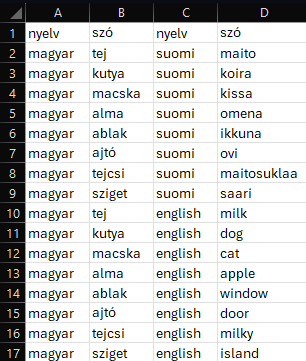 A B C D
1 nyelv szó nyelv szó
2 magyar tej suomi maito
3 magyar kutya suomi koira
4 magyar macska suomi kissa
5 magyar alma suomi omena
6 magyar ablak suomi ikkuna
7 magyar ajtó suomi ovi
8 magyar tejcsi suomi maitosuklaa
9 magyar sziget suomi saari
10 magyar tej english milk
11 magyar kutya english dog
12 magyar macska english cat
13 magyar alma english apple
14 magyar ablak english window
15 magyar ajtó english door
16 magyar tejcsi english milky
17 magyar sziget english island